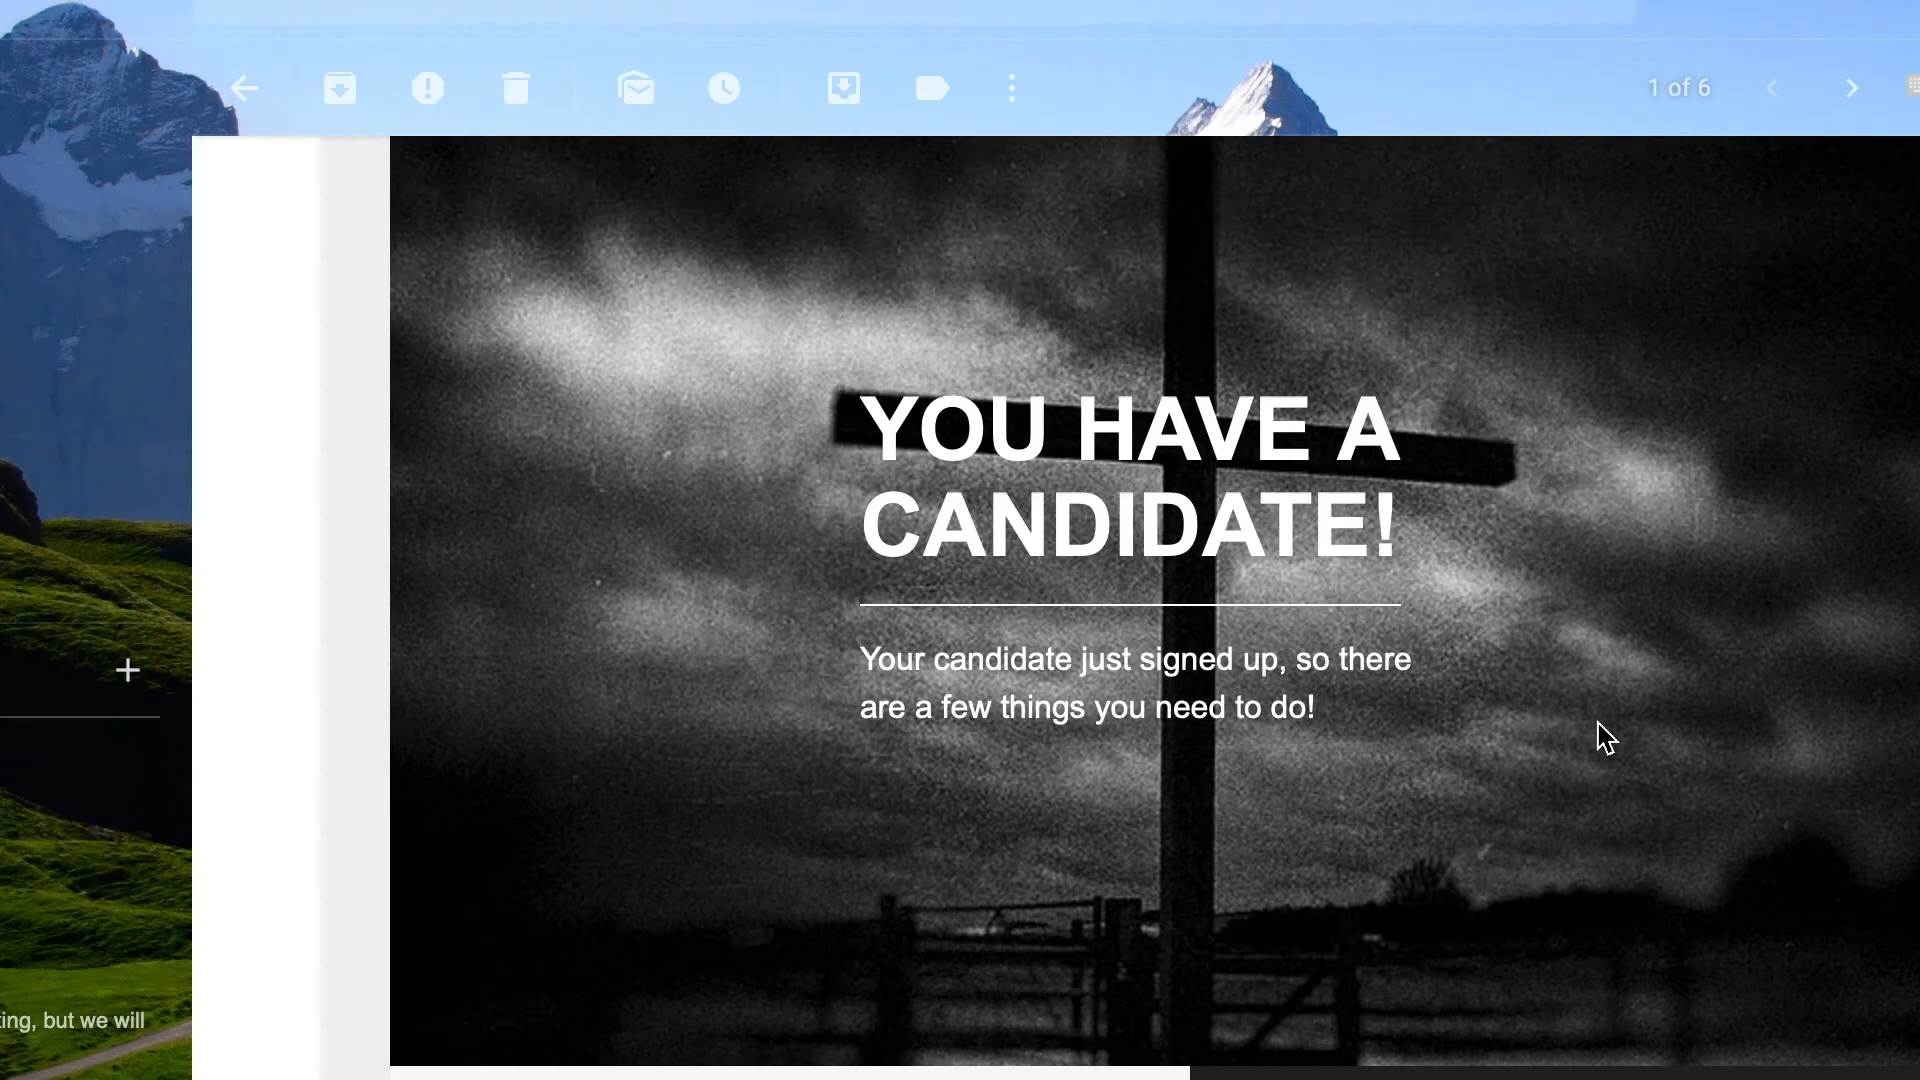 1 of 6
YOU HAVE A
CANDIDATE!
Your candidate just signed up, so there
are a few things you need to do!
ting, but we will